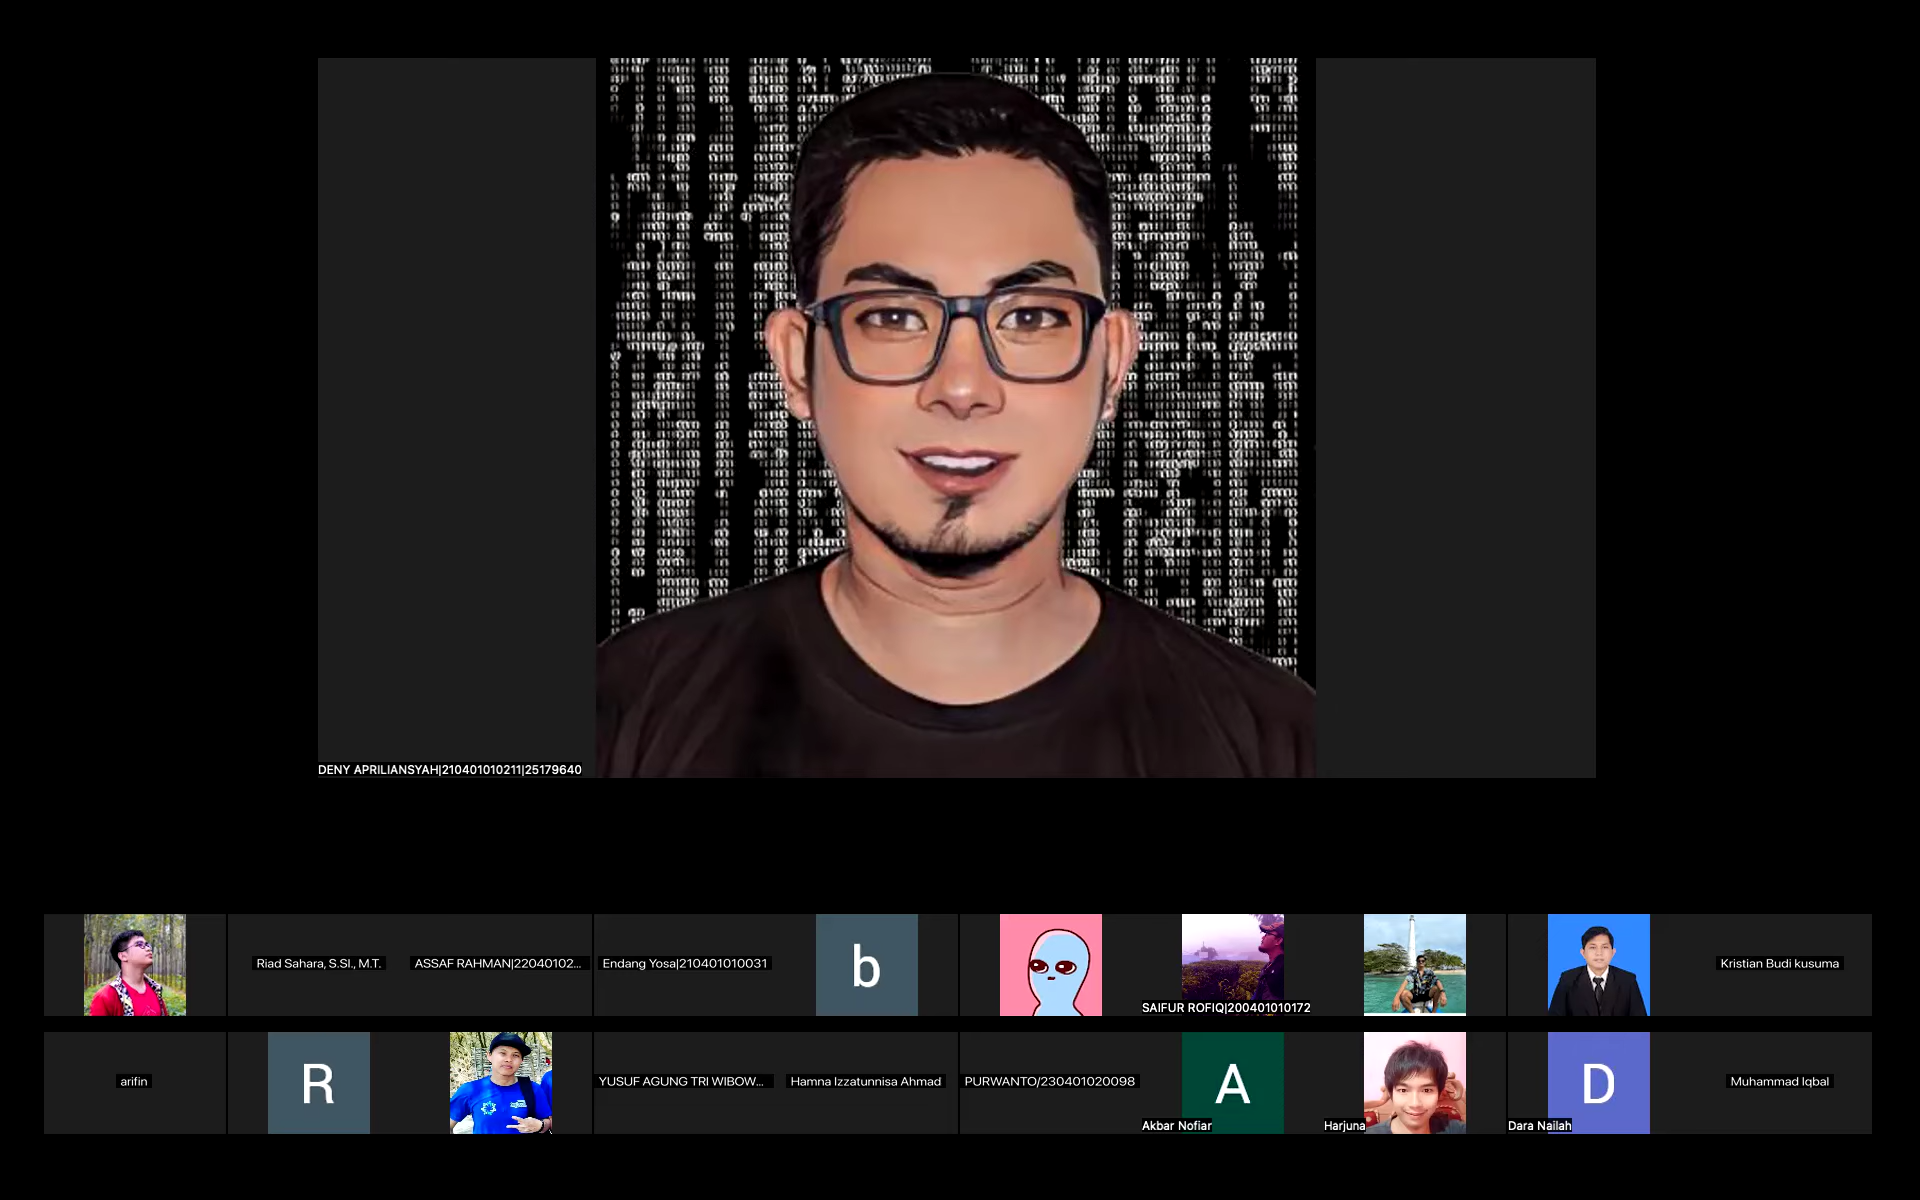 DENY APRILIANSYAH|210401010211|25179640
Riad Sahara, S.SI., M.T.
ASSAF RAHMAN|22040102...
Endang Yosa|210401010031
b
SAIFUR ROFIQ|200401010172
Kristian Budi kusuma
arifin
R
YUSUF AGUNG TRI WIBOW...
Hamna Izzatunnisa Ahmad
PURWANTO/230401020098
A
Akbar Nofiar
Harjuna
D
Dara Nailah
Muhammad Iqbal